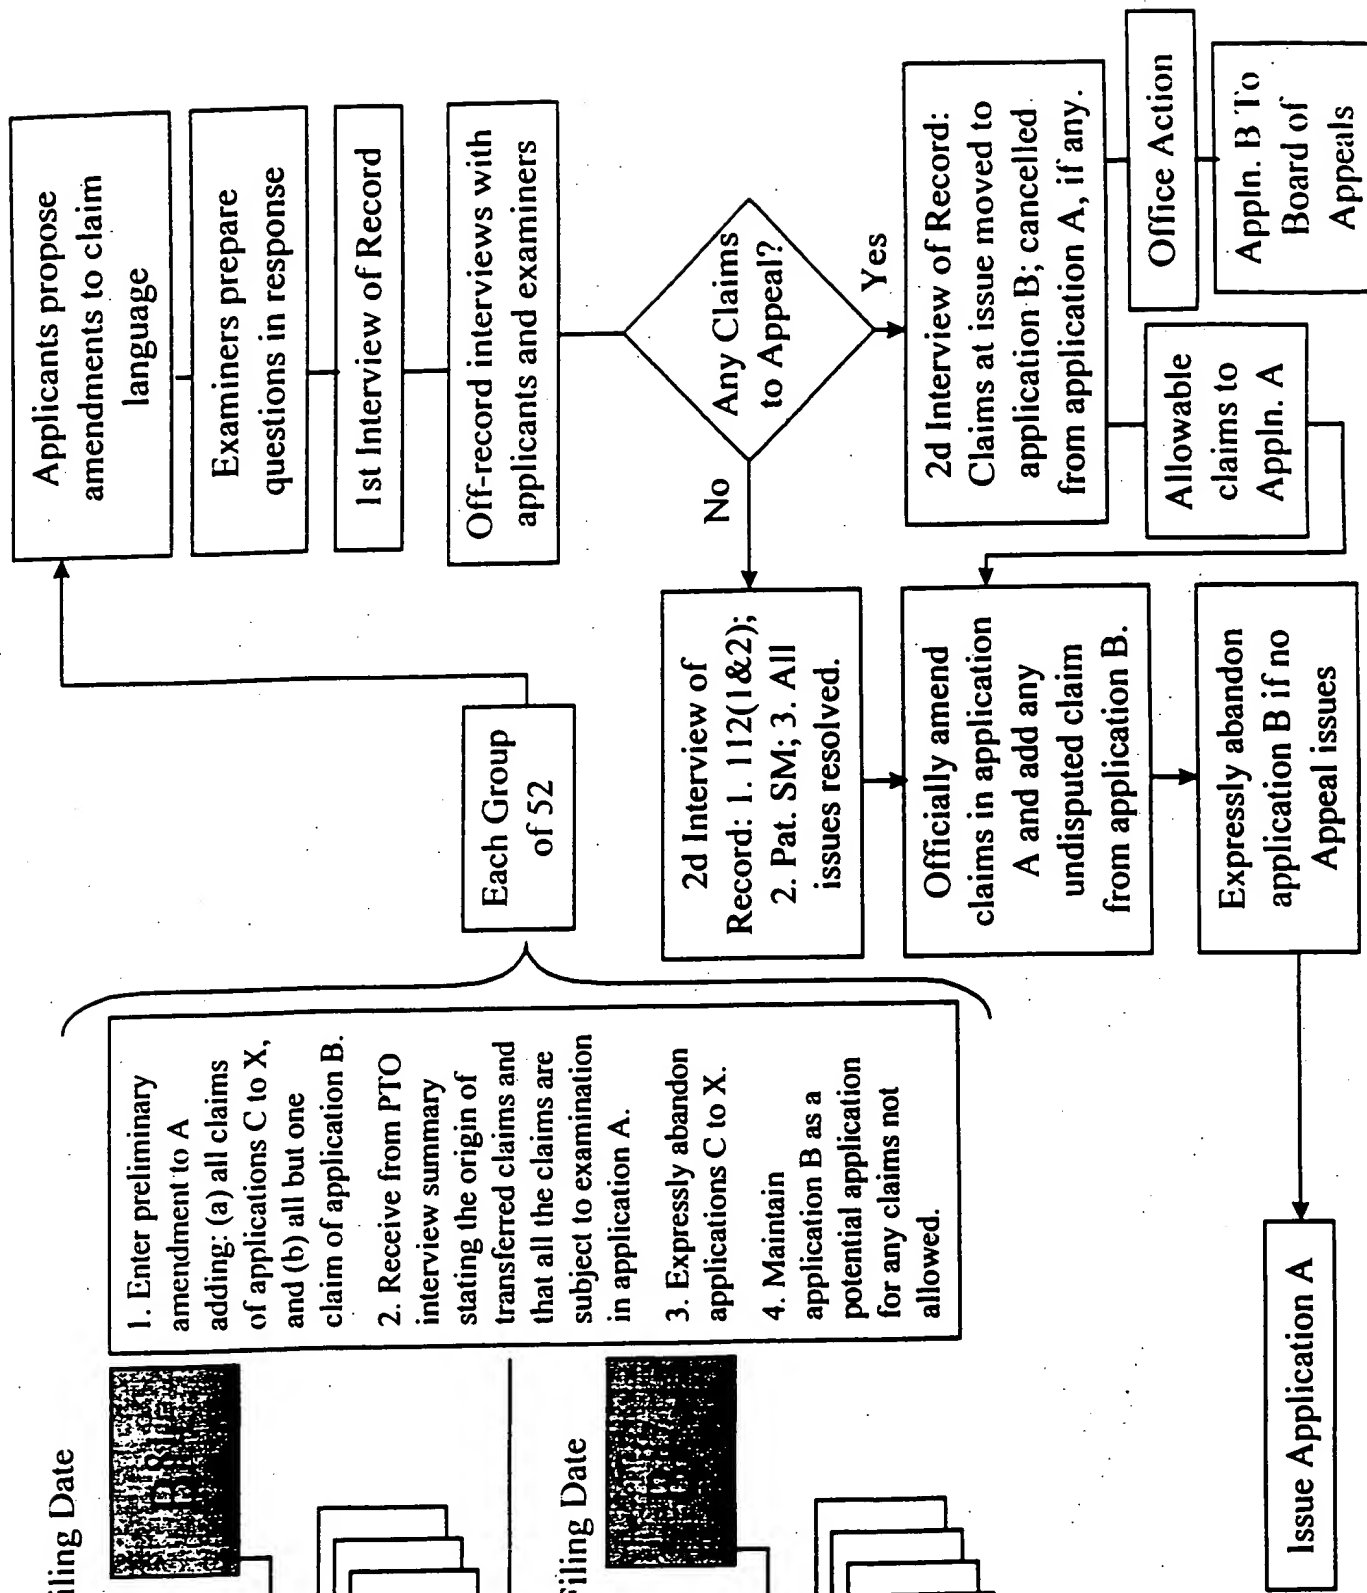 iling Date
Filing Date
1. Enter preliminary
amendment to A
adding: (a) all claims
of applications C to X,
and (b) all but one
claim of application B.
2. Receive from PTO
interview summary
stating the origin of
transferred claims and
that all the claims are
subject to examination
in application A.
3. Expressly abandon
applications C to X.
4. Maintain
application B as a
potential application
for any claims not
allowed.
Each Group
of 52
Applicants propose
amendments to claim
language
Examiners prepare
questions in response
1st Interview of Record
Off-record interviews with
applicants and examiners
Any Claims
to Appeal?
No
Yes
2d Interview of
Record: 1. 112(1&2);
2. Pat. SM; 3. All
issues resolved.
2d Interview of Record:
Claims at issue moved to
application B; cancelled
from application A, if any.
Allowable
claims to
Appln. A
Office Action
Appln. B To
Board of
Appeals
Officially amend
claims in application
A and add any
undisputed claim
from application B.
Expressly abandon
application B if no
Appeal issues
Issue Application A